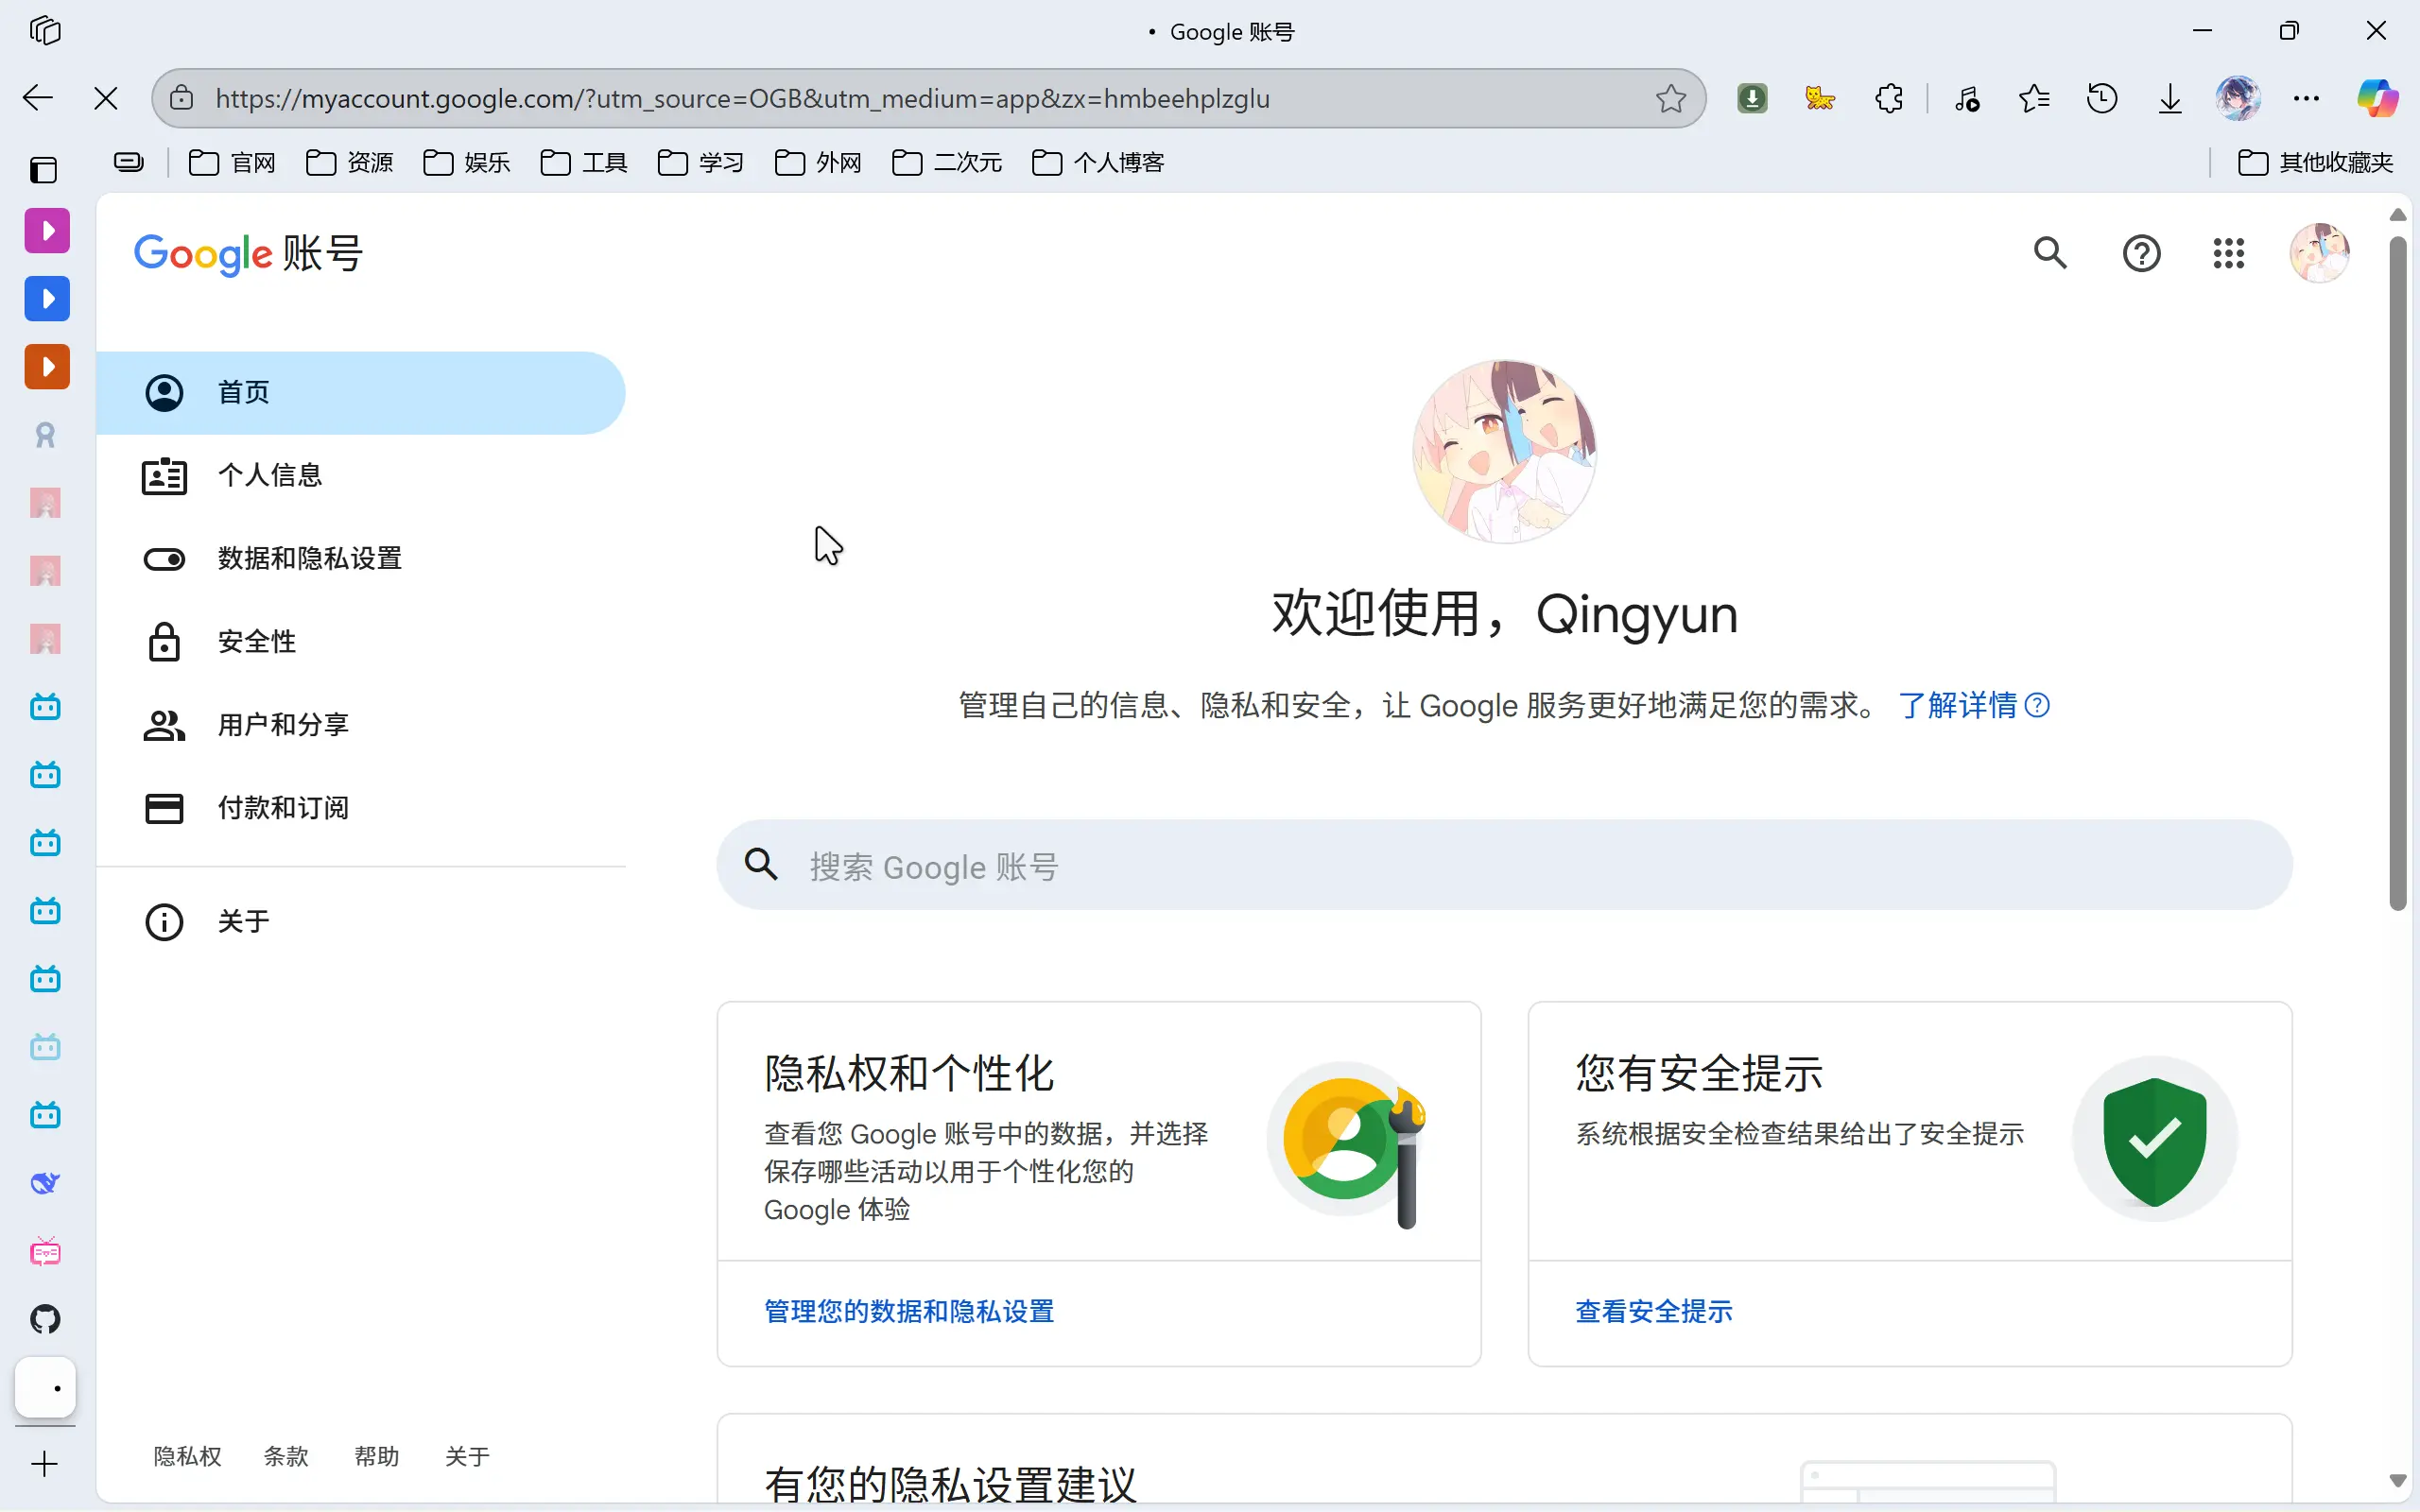 Google 账号
https://myaccount.google.com/?utm_source=OGB&utm_medium=app&zx=hmbeehplzglu
官网
资源
娱乐
工具
学习
外网
二次元
个人博客
其他收藏夹
Google 账号
首页
个人信息
数据和隐私设置
安全性
用户和分享
付款和订阅
关于
欢迎使用，Qingyun
管理自己的信息、隐私和安全，让 Google 服务更好地满足您的需求。 了解详情
搜索 Google 账号
隐私权和个性化
查看您 Google 账号中的数据，并选择
保存哪些活动以用于个性化您的
Google 体验
管理您的数据和隐私设置
您有安全提示
系统根据安全检查结果给出了安全提示
查看安全提示
有您的隐私设置建议
隐私权
条款
帮助
关于